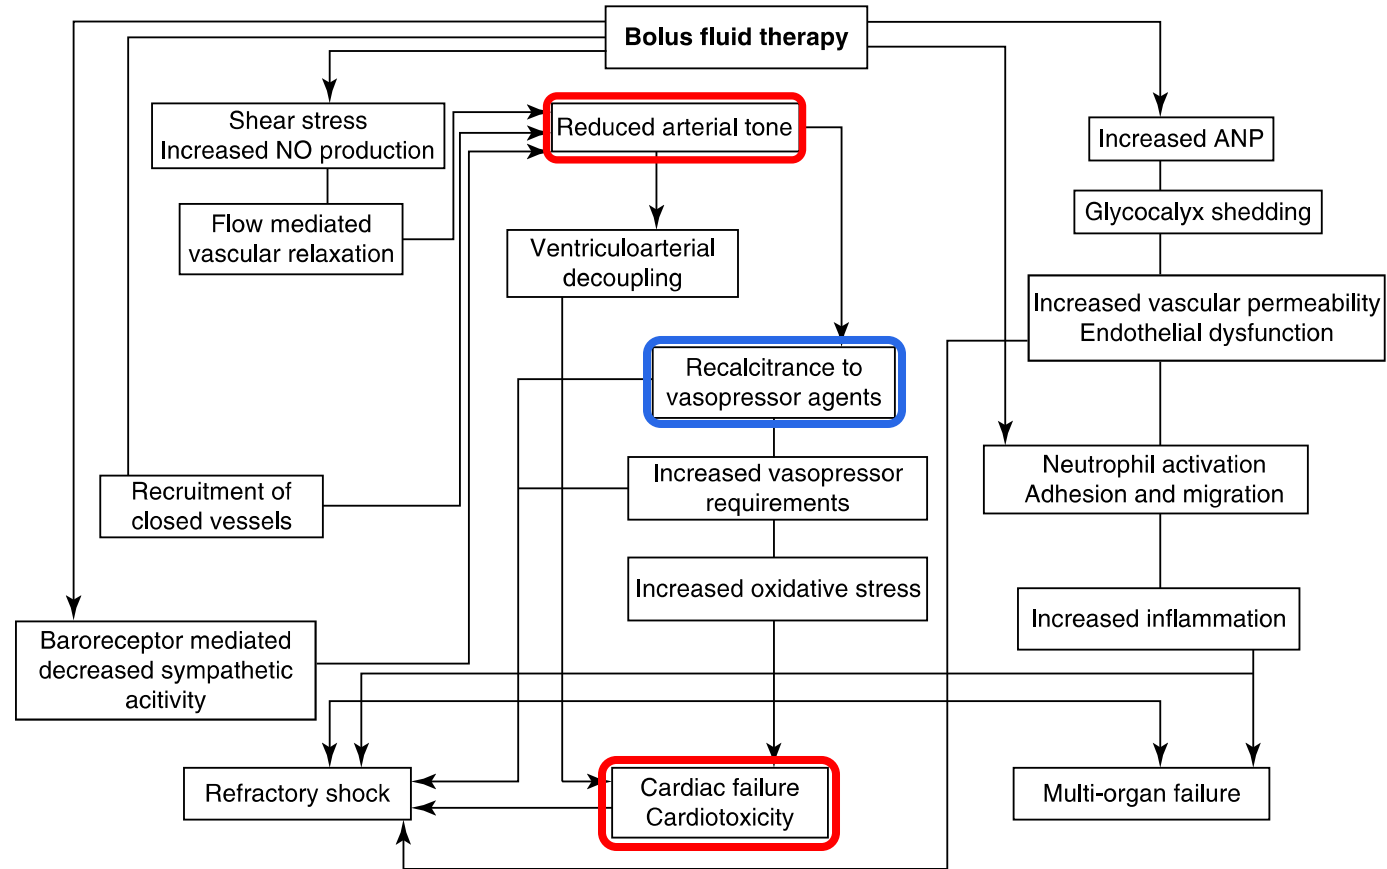 Bolus fluid therapy
Shear stress
Increased NO production
Reduced arterial tone
Increased ANP
Flow mediated
vascular relaxation
Glycocalyx shedding
Ventriculoarterial
decoupling
Increased vascular permeability
Endothelial dysfunction
Recalcitrance to
vasopressor agents
Recruitment of
closed vessels
Increased vasopressor
requirements
Neutrophil activation
Adhesion and migration
Increased oxidative stress
Increased inflammation
Baroreceptor mediated
decreased sympathetic
acitivity
Refractory shock
Cardiac failure
Cardiotoxicity
Multi-organ failure